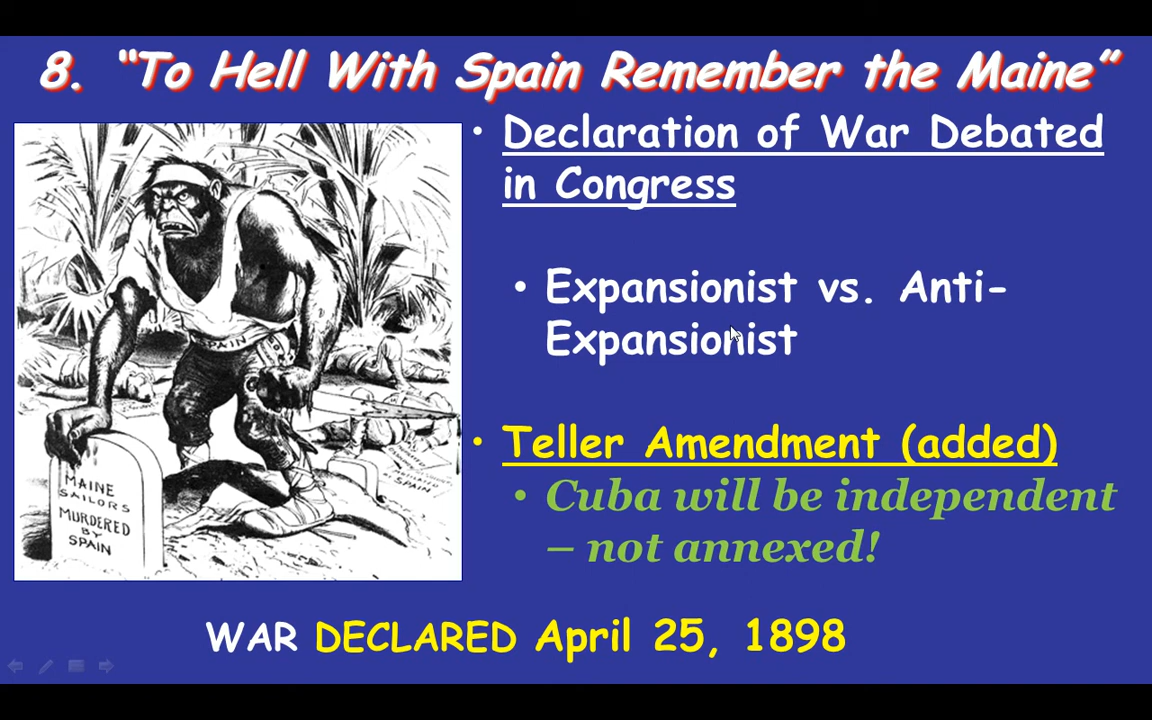 8. “To Hell With Spain Remember the Maine”
• Declaration of War Debated
in Congress
• Expansionist vs. Anti-
Expansionist
• Teller Amendment (added)
• Cuba will be independent
– not annexed!
SPAIN
MAINE
SAILORS
MURDERED
BY
SPAIN
SPAIN
WAR DECLARED April 25, 1898